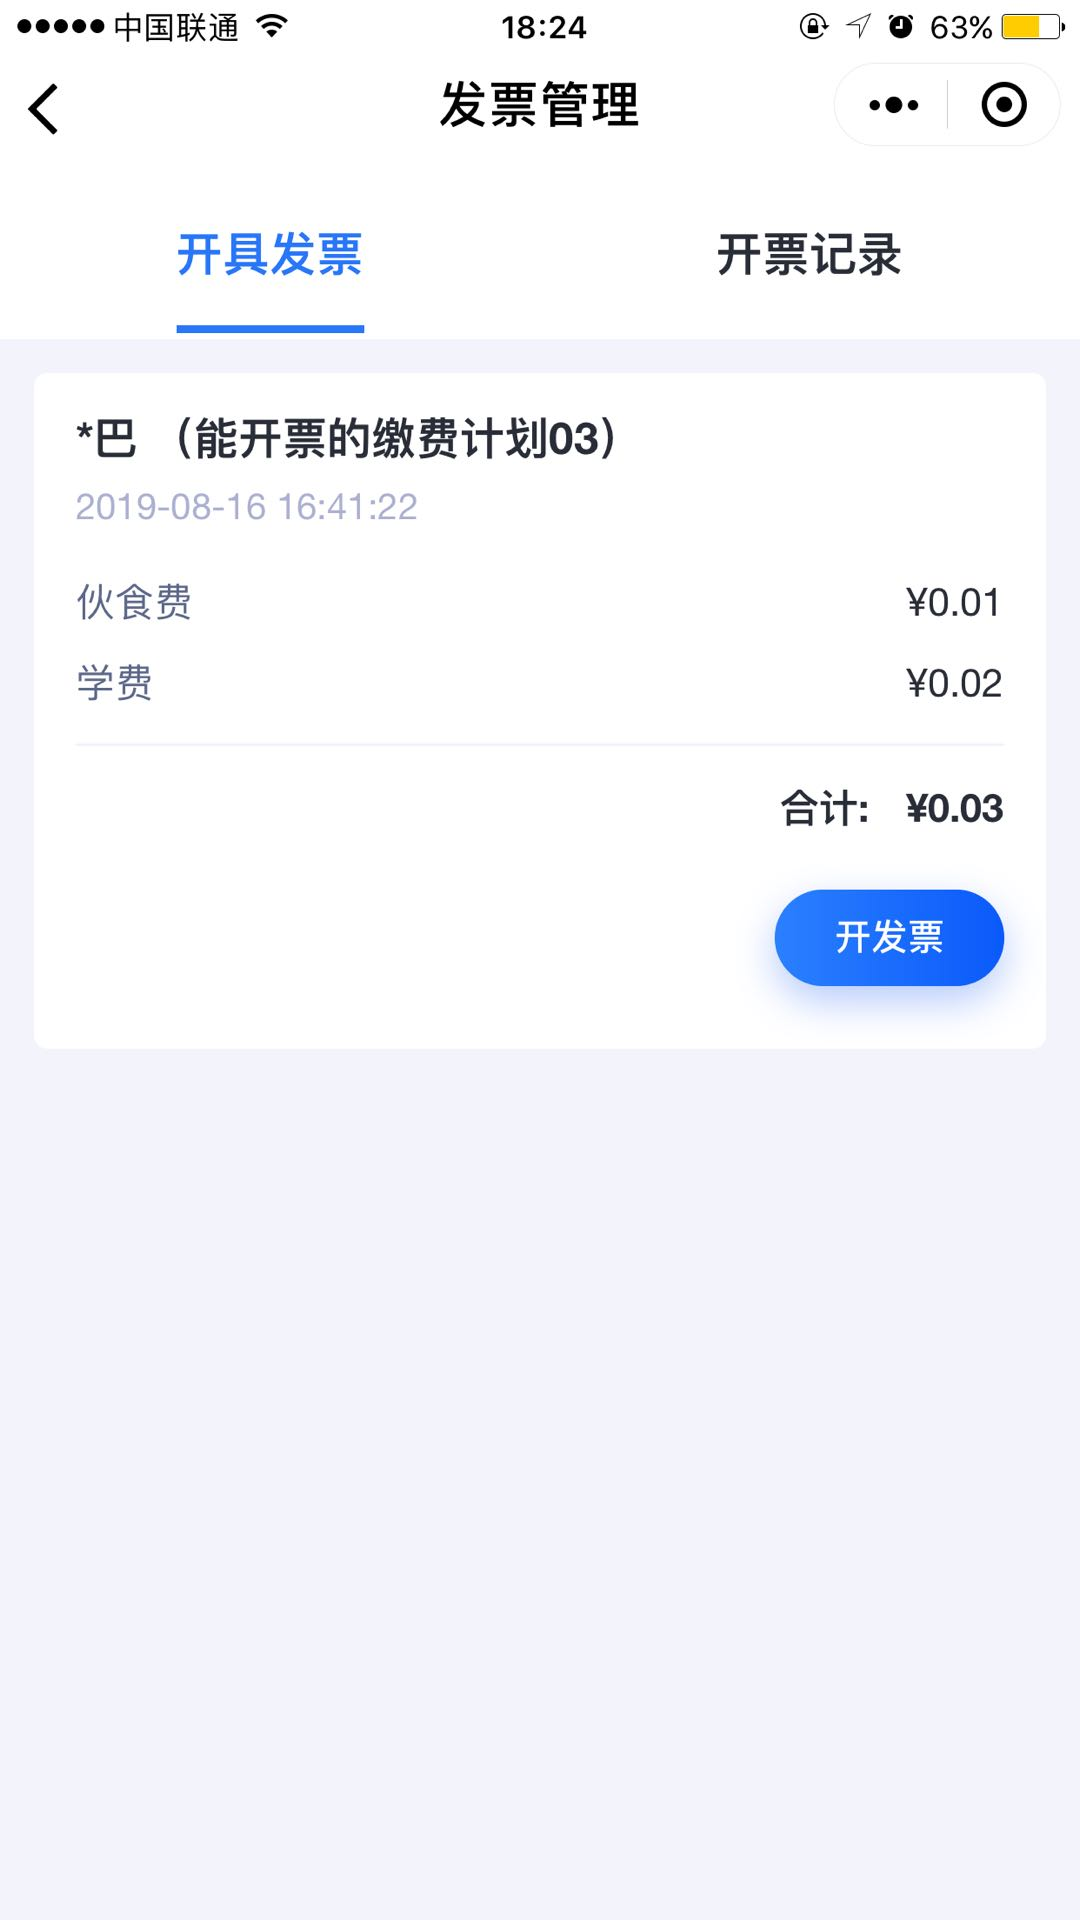 中国联通 18:24 63%
发票管理
开具发票 开票记录
*巴 （能开票的缴费计划03）
2019-08-16 16:41:22
伙食费 ¥0.01
学费 ¥0.02
合计: ¥0.03
开发票